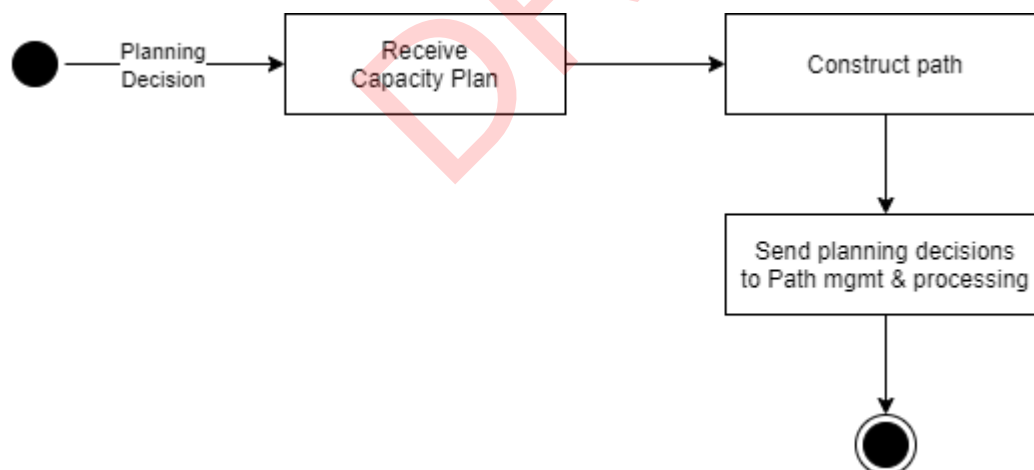 Planning
Decision
Receive
Capacity Plan
Construct path
Send planning decisions
to Path mgmt & processing